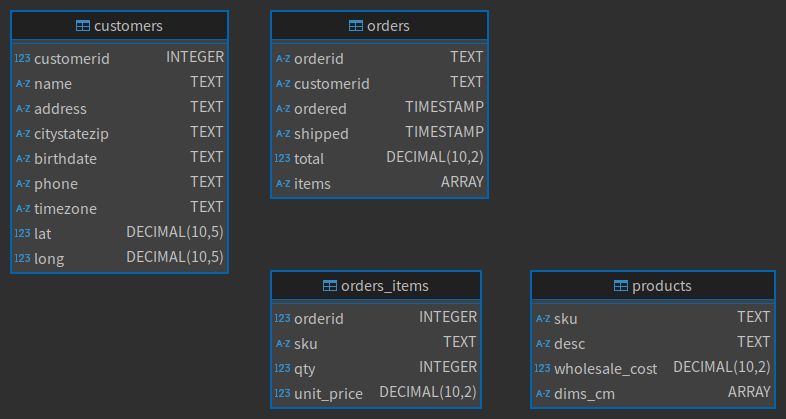 customers
123 customerid INTEGER
A-Z name TEXT
A-Z address TEXT
A-Z citystatezip TEXT
A-Z birthdate TEXT
A-Z phone TEXT
A-Z timezone TEXT
123 lat DECIMAL(10,5)
123 long DECIMAL(10,5)
orders
A-Z orderid TEXT
A-Z customerid TEXT
A-Z ordered TIMESTAMP
A-Z shipped TIMESTAMP
123 total DECIMAL(10,2)
A-Z items ARRAY
orders_items
123 orderid INTEGER
A-Z sku TEXT
123 qty INTEGER
123 unit_price DECIMAL(10,2)
products
A-Z sku TEXT
A-Z desc TEXT
123 wholesale_cost DECIMAL(10,2)
A-Z dims_cm ARRAY